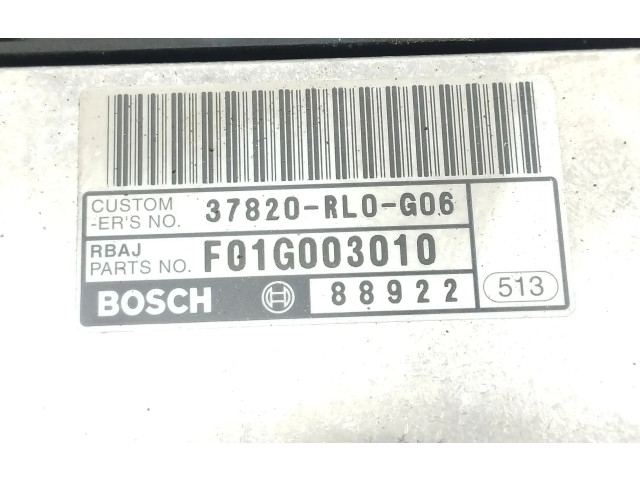 CUSTOM
-ER'S NO. 37820-RL0-G06
RBAJ
PARTS NO. F01G003010
BOSCH 88922 513